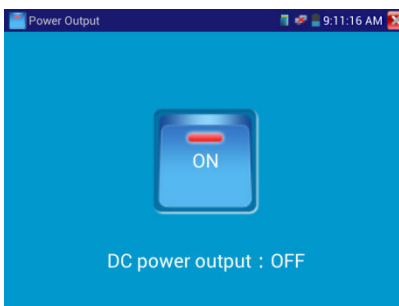 Power Output
9:11:16 AM
ON
DC power output : OFF